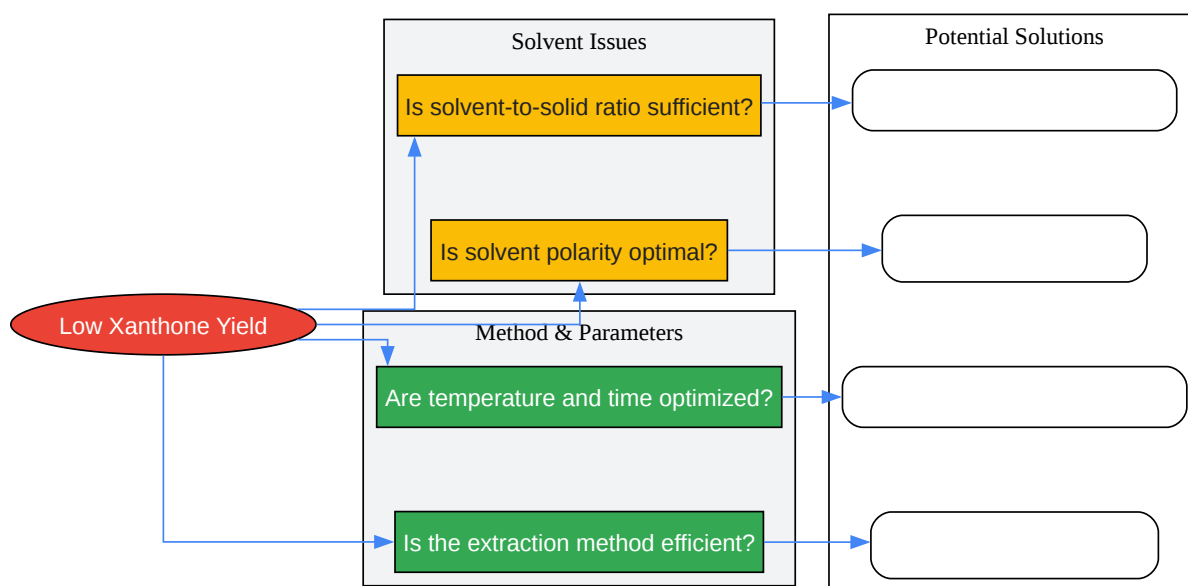 Solvent Issues
Potential Solutions
Is solvent-to-solid ratio sufficient?
Is solvent polarity optimal?
Low Xanthone Yield
Method & Parameters
Are temperature and time optimized?
Is the extraction method efficient?